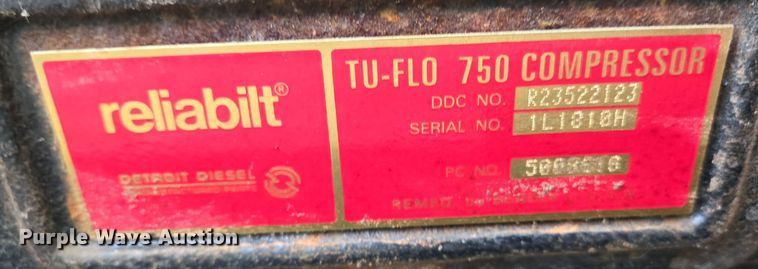 reliabilt®
DETROIT DIESEL
TU-FLO 750 COMPRESSOR
DDC NO. R23522123
SERIAL NO. 1L1818H
PC NO.
Purple Wave Auction